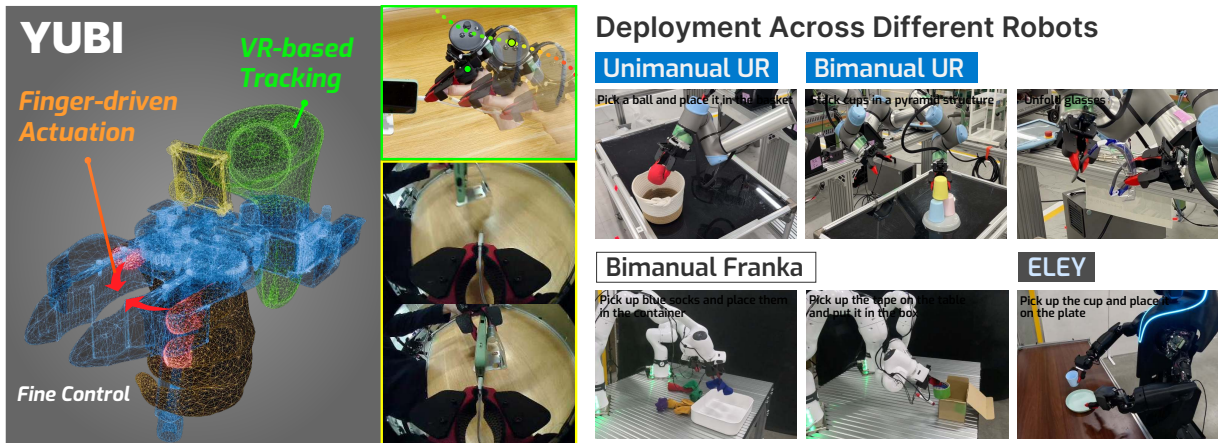 YUBI
VR-based
Tracking
Finger-driven
Actuation
Fine Control
Deployment Across Different Robots
Unimanual UR
Bimanual UR
Pick a ball and place it in the basket
Stack cups in a pyramid structure
Unfold glasses
Bimanual Franka
ELEY
Pick up blue socks and place them
in the container
Pick up the tape on the table
and put it in the box
Pick up the cup and place it
on the plate